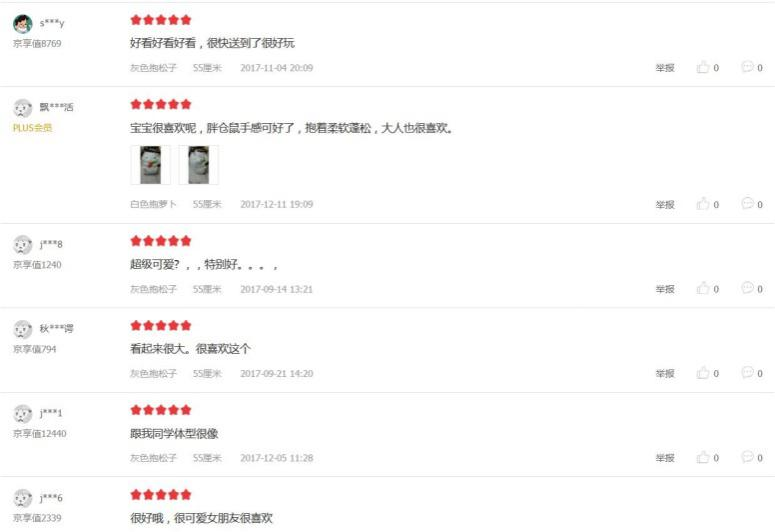 s***y
京享值8769
好看好看好看，很快送到了很好玩
灰色抱松子 55厘米 2017-11-04 20:09 举报 0 0
飘***活
PLUS会员
宝宝很喜欢呢，胖仓鼠手感可好了，抱着柔软蓬松，大人也很喜欢。
白色抱萝卜 55厘米 2017-12-11 19:09 举报 0 0
j***8
京享值1240
超级可爱？，，特别好。。。，
灰色抱松子 55厘米 2017-09-14 13:21 举报 0 0
秋***谔
京享值794
看起来很大。很喜欢这个
灰色抱松子 55厘米 2017-09-21 14:20 举报 0 0
j***1
京享值12440
跟我同学体型很像
灰色抱松子 55厘米 2017-12-05 11:28 举报 0 0
j***6
京享值2339
很好哦，很可爱女朋友很喜欢